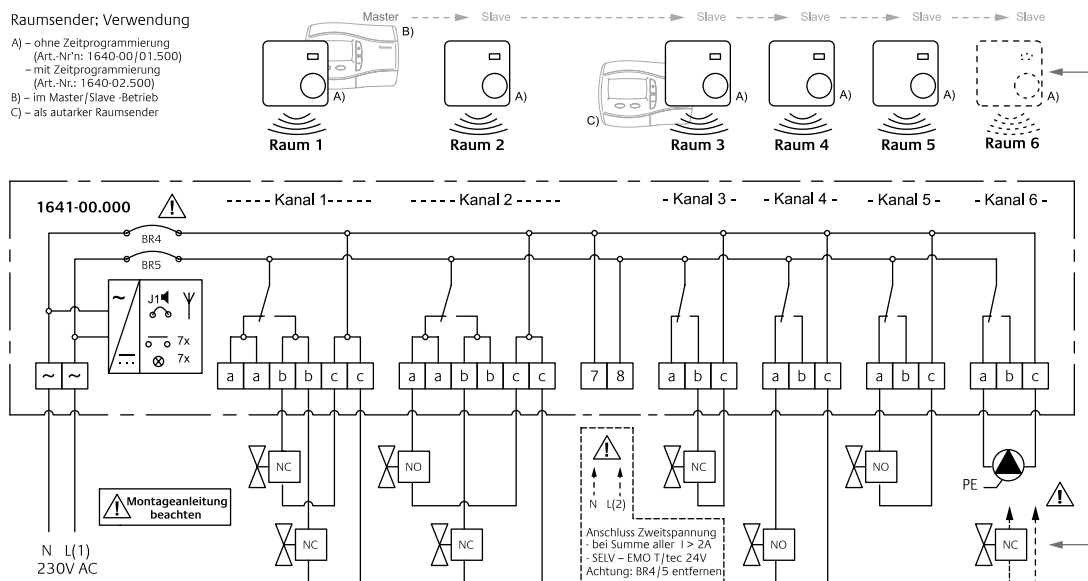 Raumsender; Verwendung
A) – ohne Zeitprogrammierung
(Art.-Nr'n: 1640-00/01.500)
– mit Zeitprogrammierung
(Art.-Nr.: 1640-02.500)
B) – im Master/Slave -Betrieb
C) – als autarker Raumsender
Master Slave Slave Slave Slave Slave
B)
A) A) C) A) A) A) A)
Raum 1 Raum 2 Raum 3 Raum 4 Raum 5 Raum 6
1641-00.000 Kanal 1 Kanal 2 Kanal 3 Kanal 4 Kanal 5 Kanal 6
BR4
BR5
~ J1
7x
7x
~ ~ a a b b c c a a b b c c 7 8 a b c a b c a b c a b c
NC NO NC NO
PE
N L(2)
Montageanleitung
beachten
Anschluss Zweitspannung
- bei Summe aller I > 2A
- SELV – EMO T/tec 24V
Achtung: BR4/5 entfernen
NC NC NO NC
N L(1)
230V AC